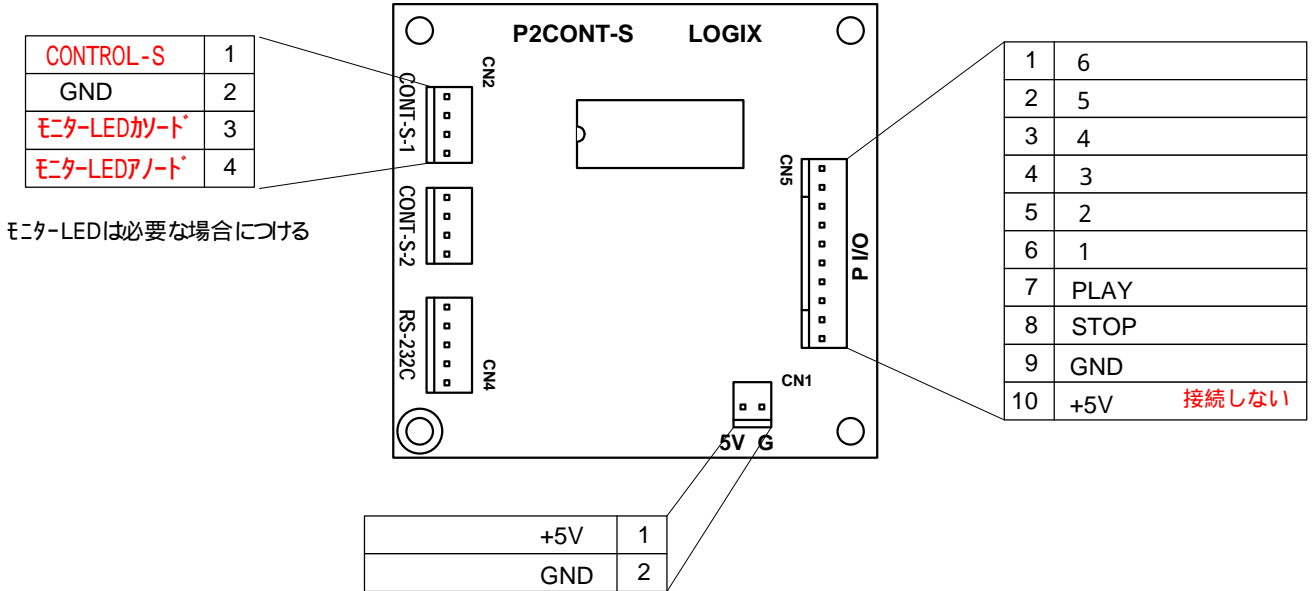 P2CONT-S LOGIX
CONTROL-S 1
GND 2
ﾓﾆﾀｰLEDｶｿｰﾄﾞ 3
ﾓﾆﾀｰLEDｱﾉｰﾄﾞ 4
ﾓﾆﾀｰLEDは必要な場合につける
CN2
CONT-S-1
CONT-S-2
RS-232C
CN4
CN5
P I/O
CN1
5V G
1 6
2 5
3 4
4 3
5 2
6 1
7 PLAY
8 STOP
9 GND
10 +5V 接続しない
+5V 1
GND 2